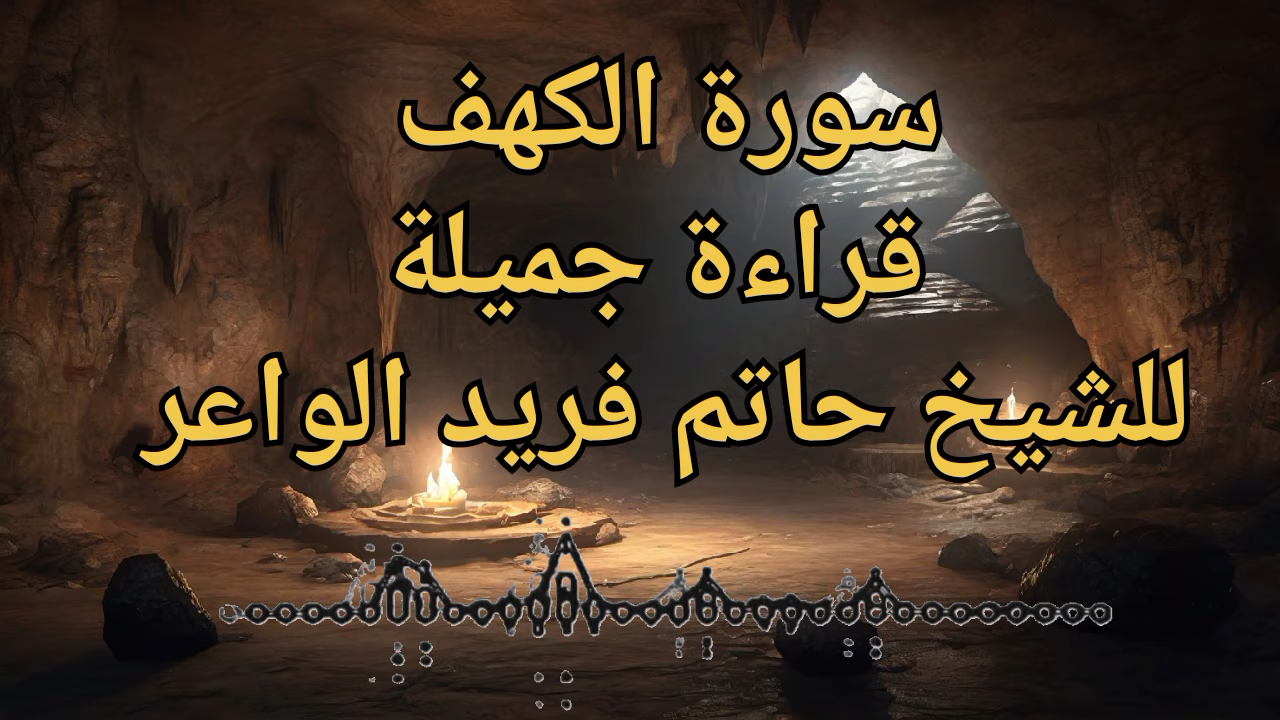 سورة الكهف
قراءة جميلة
للشيخ حاتم فريد الواعر